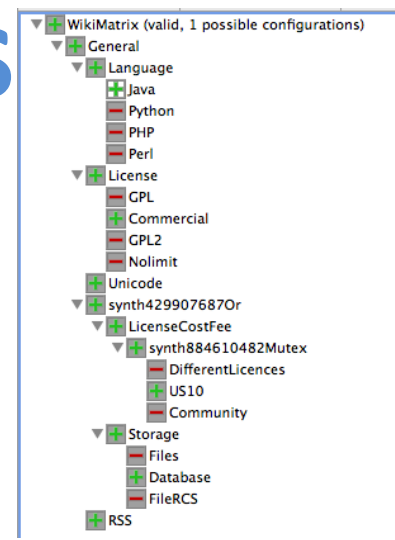 WikiMatrix (valid, 1 possible configurations)
General
Language
Java
Python
PHP
Perl
License
GPL
Commercial
GPL2
Nolimit
Unicode
synth429907687Or
LicenseCostFee
synth884610482Mutex
DifferentLicences
US10
Community
Storage
Files
Database
FileRCS
RSS